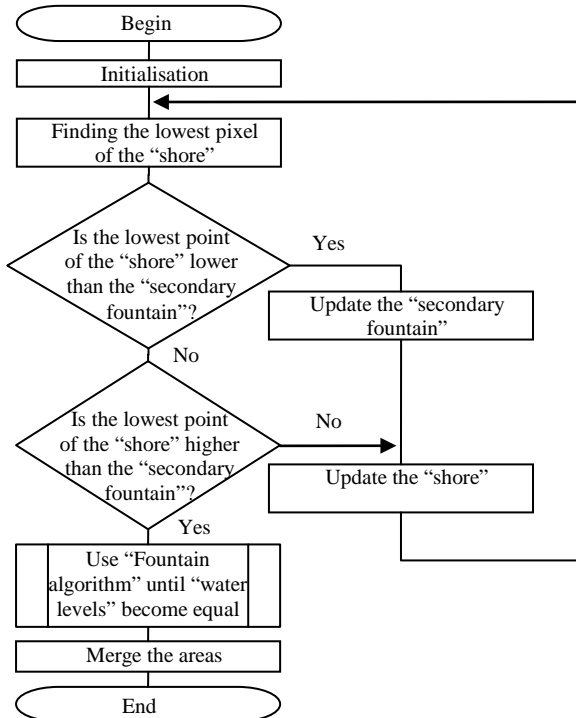 Begin
Initialisation
Finding the lowest pixel
of the “shore”
Is the lowest point
of the “shore” lower
than the “secondary
fountain”?
Yes
Update the “secondary
fountain”
No
Is the lowest point
of the “shore” higher
than the “secondary
fountain”?
No
Update the “shore”
Yes
Use “Fountain
algorithm” until “water
levels” become equal
Merge the areas
End